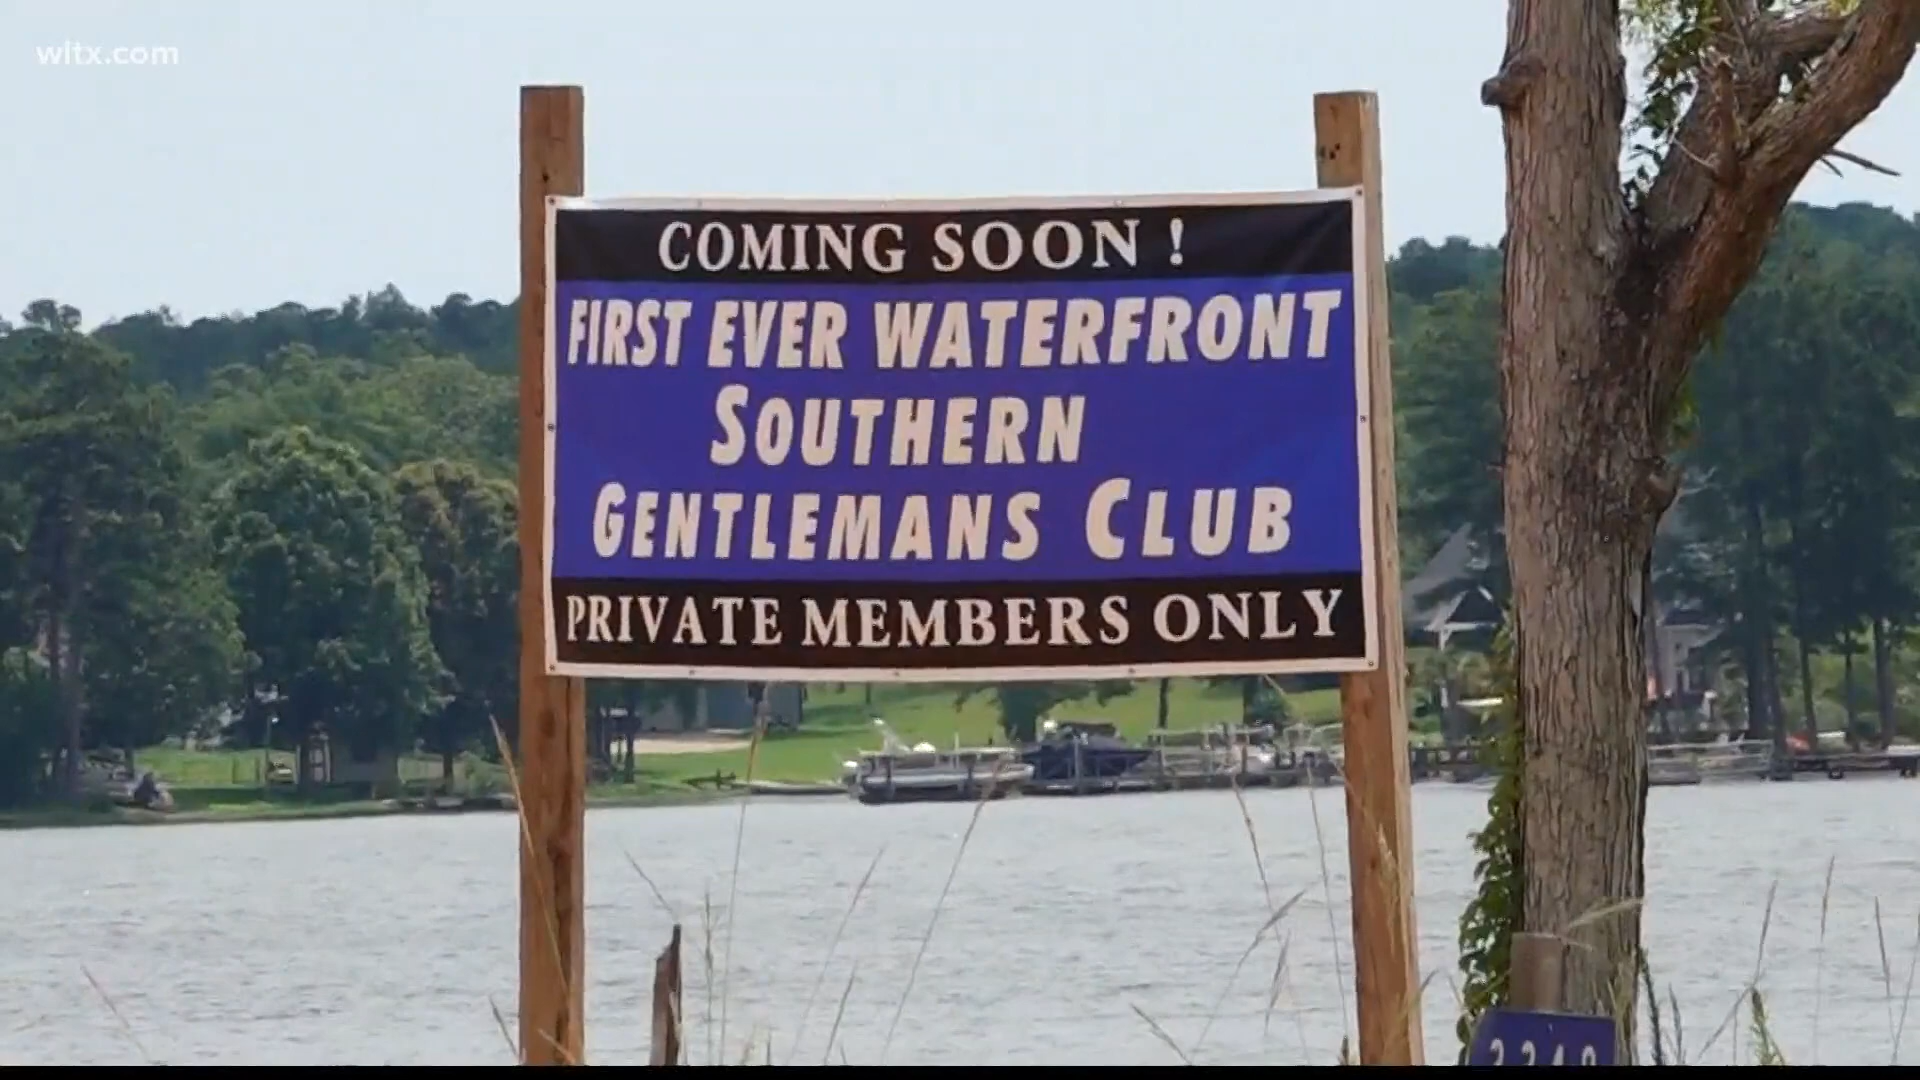 wltx.com
COMING SOON !
FIRST EVER WATERFRONT
SOUTHERN
GENTLEMANS CLUB
PRIVATE MEMBERS ONLY